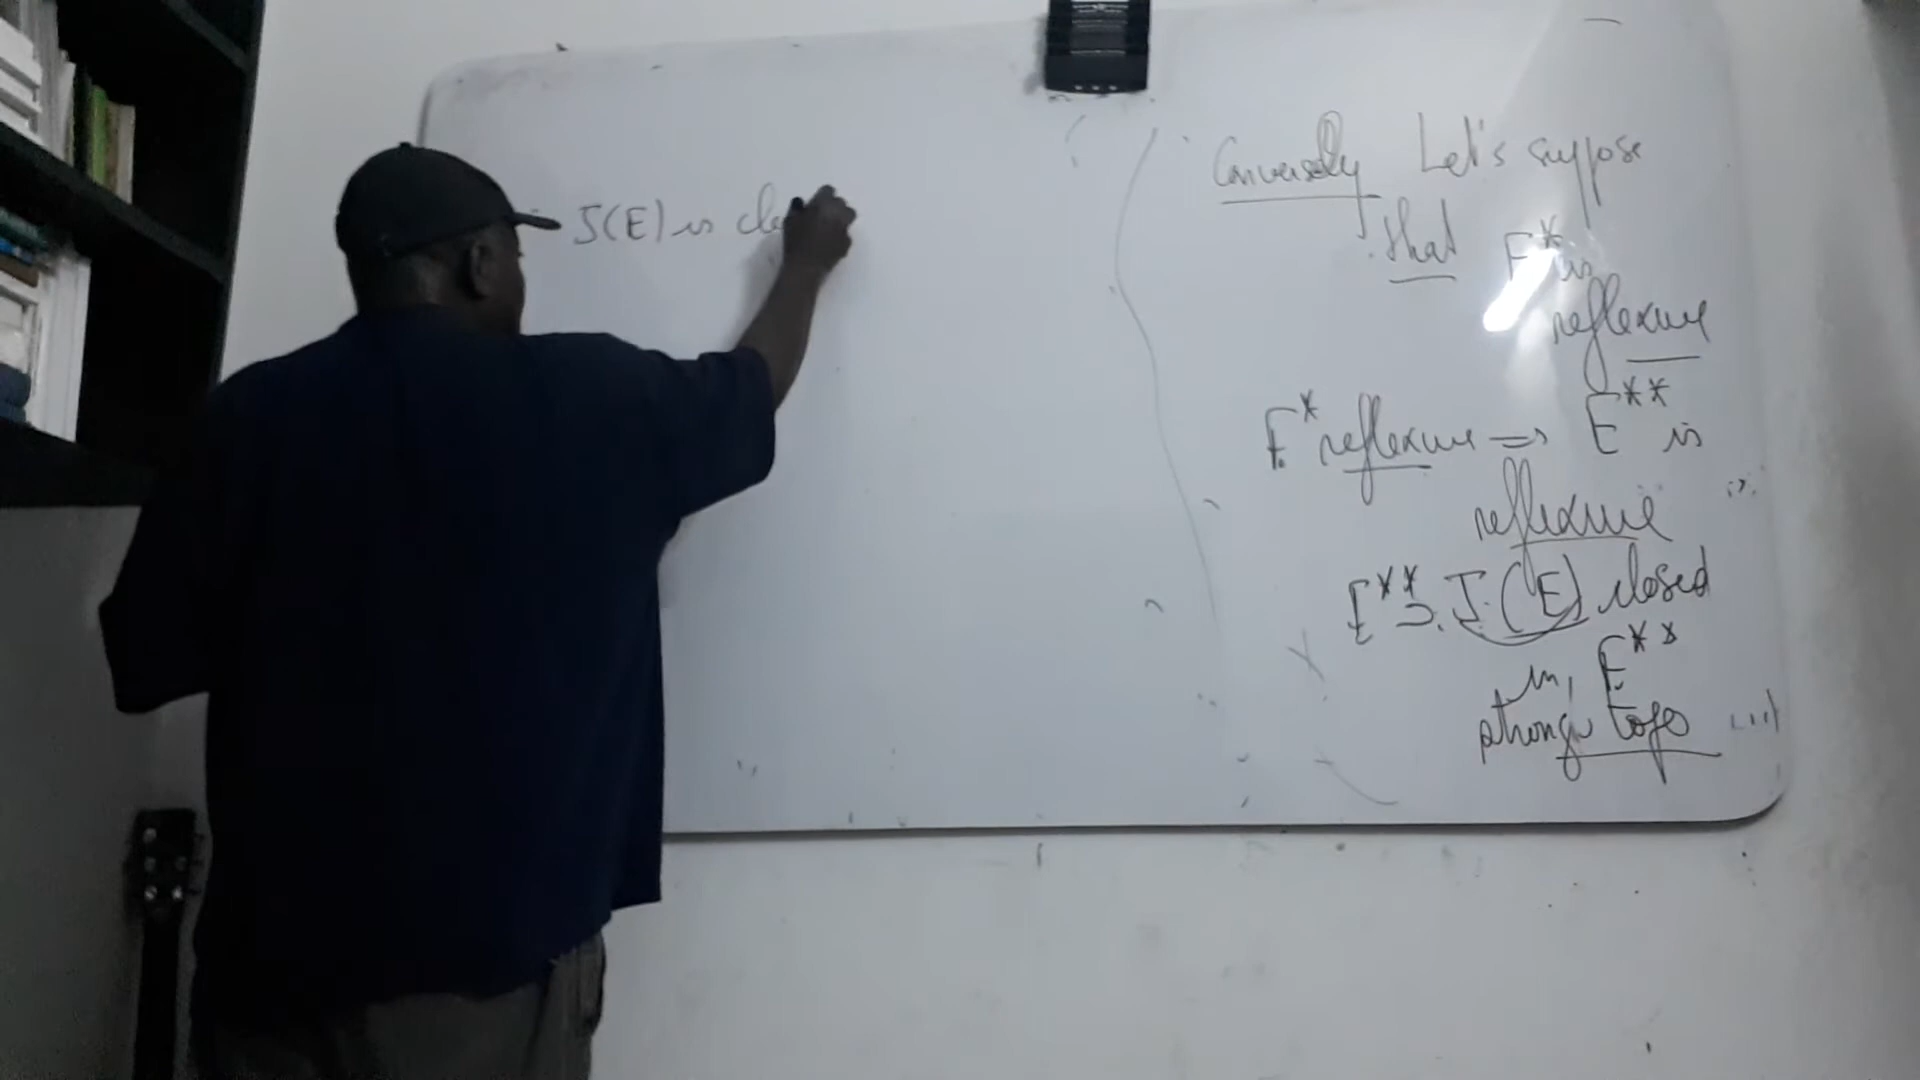 J(E) is clo
Conversely Let's suppose
that E* is
reflexive
E* reflexive => E** is
reflexive
E** ⊃ J(E) closed
in E**
strong topo